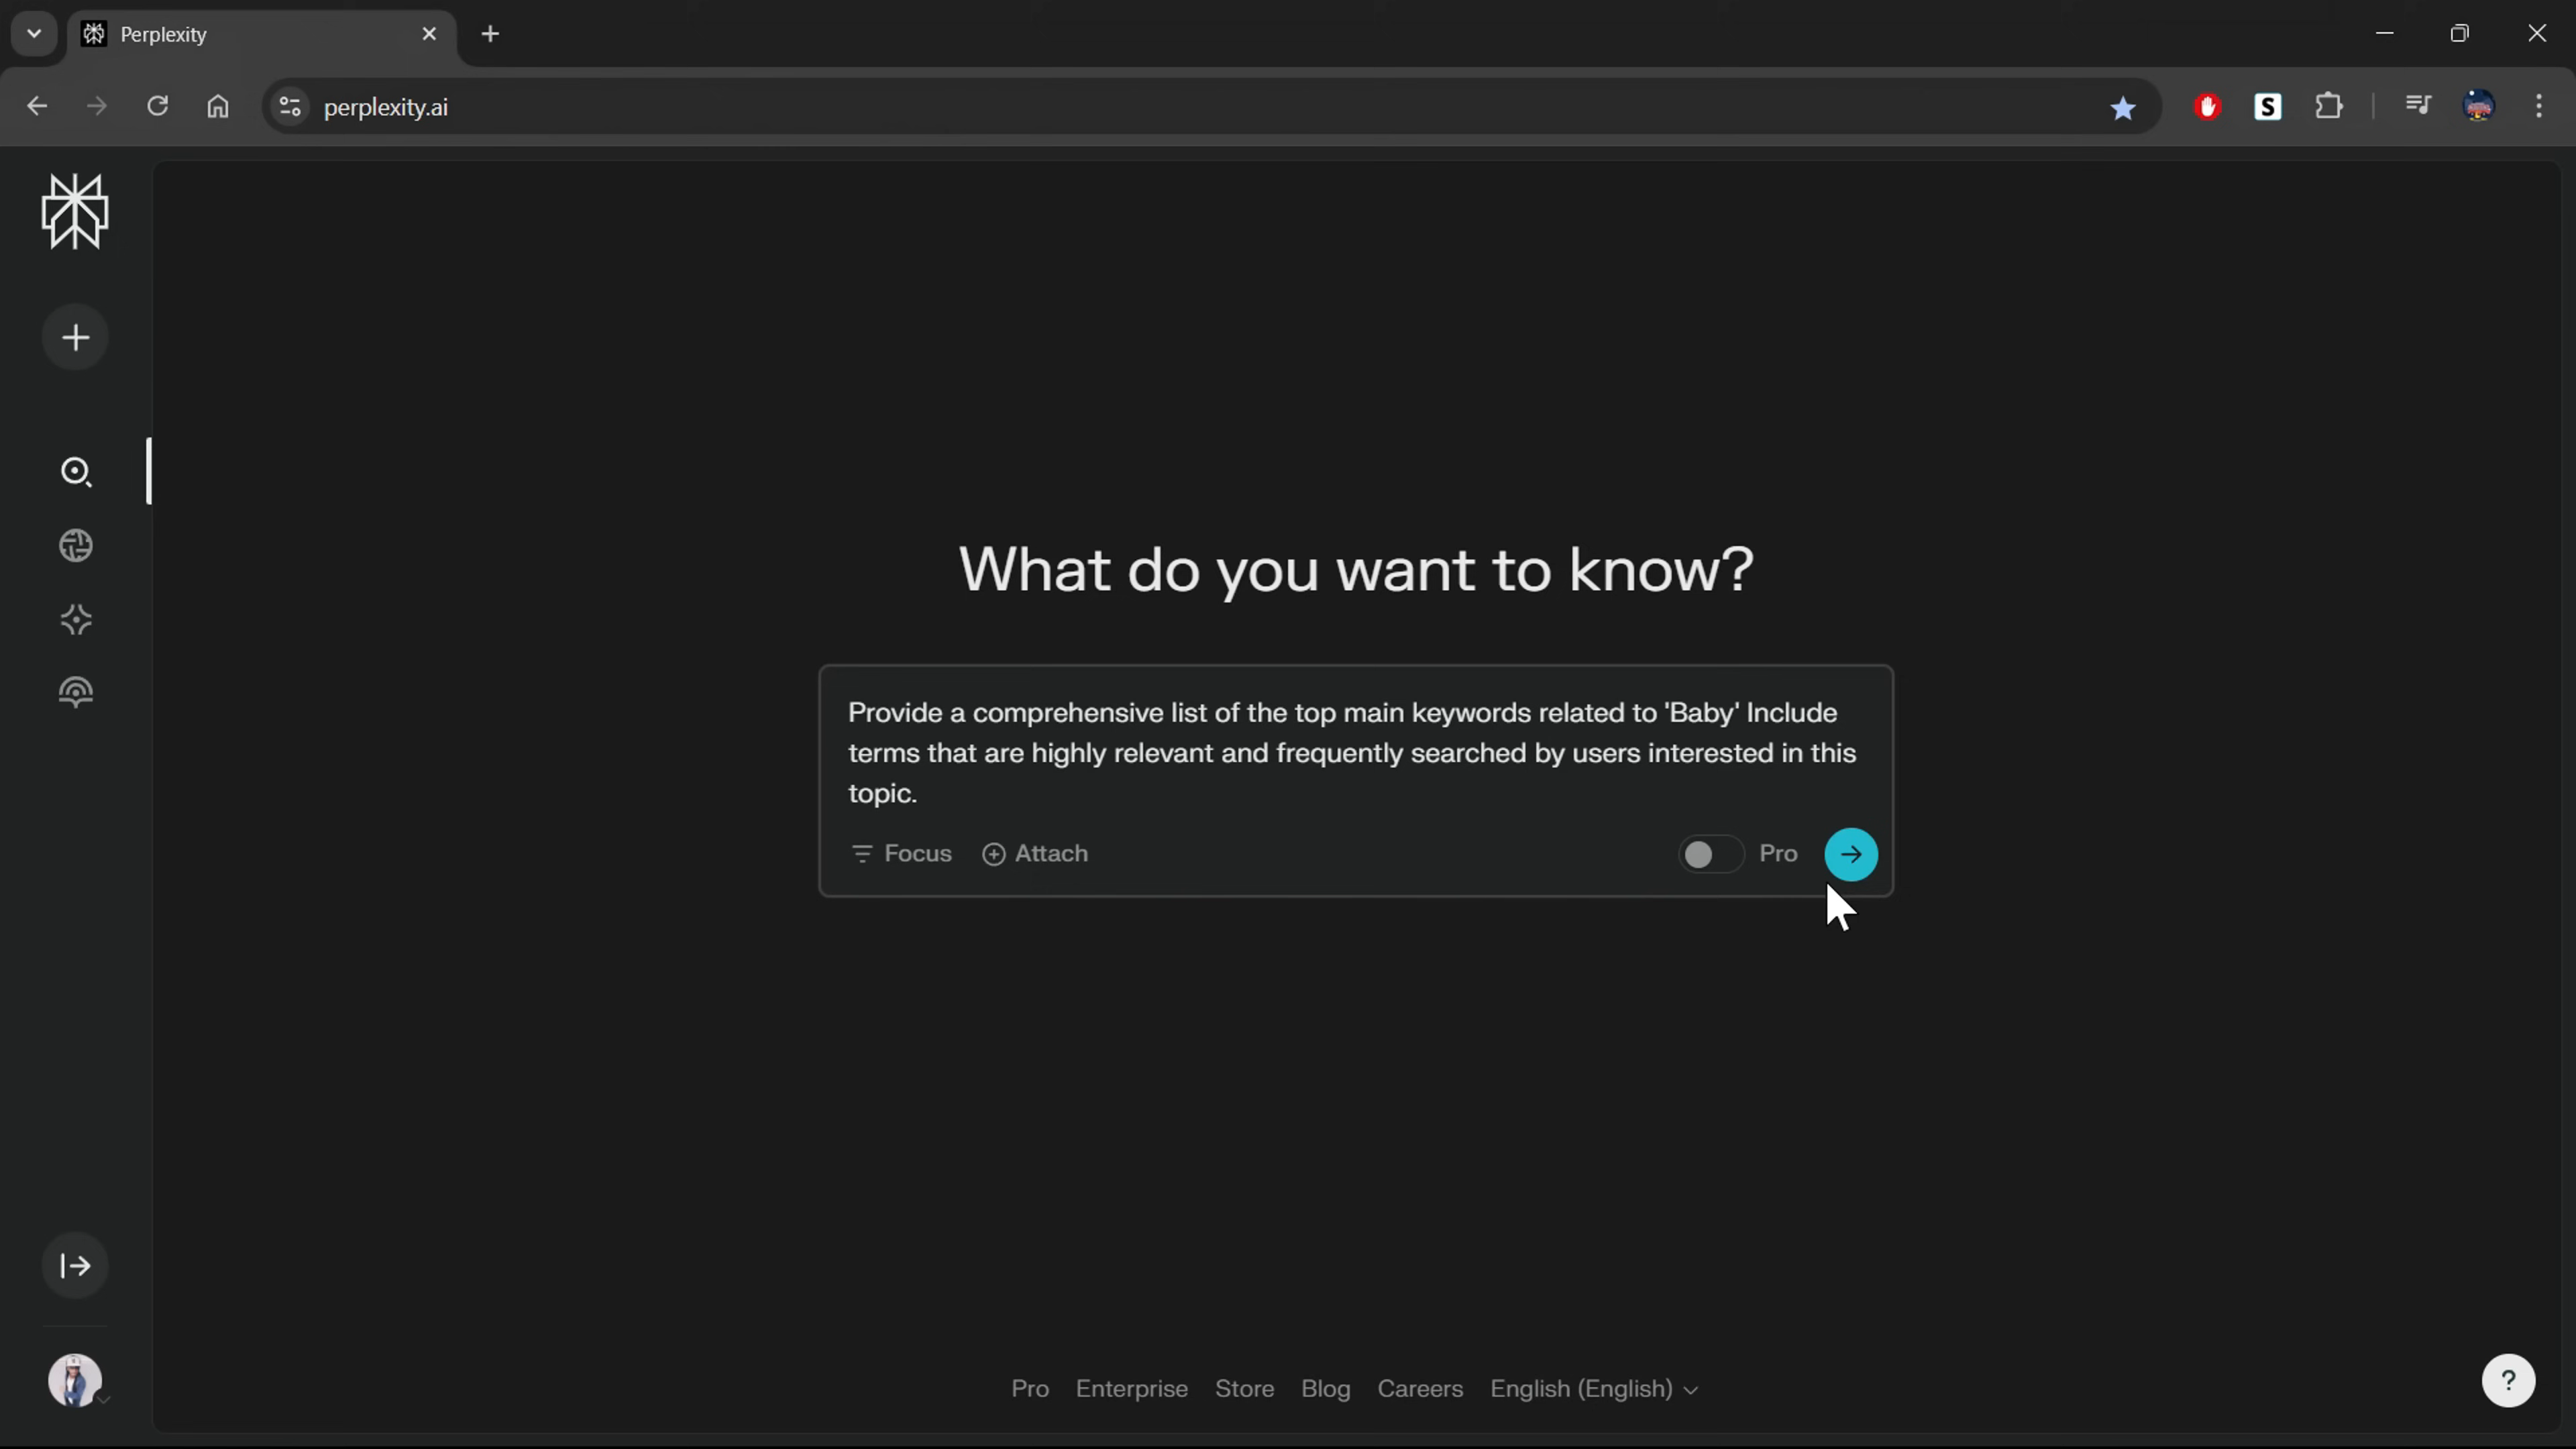 Perplexity
perplexity.ai
S
What do you want to know?
Provide a comprehensive list of the top main keywords related to 'Baby' Include
terms that are highly relevant and frequently searched by users interested in this
topic.
Focus Attach Pro
Pro Enterprise Store Blog Careers English (English)
?